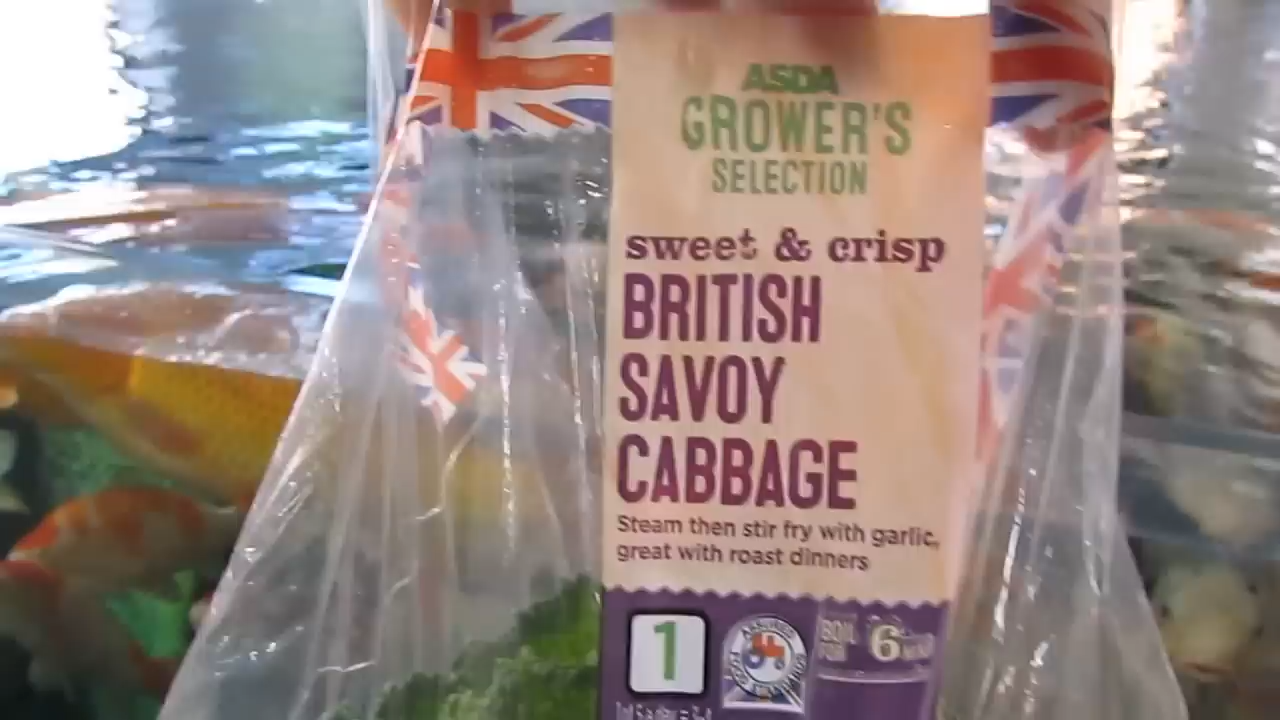 ASDA
GROWER'S
SELECTION
sweet & crisp
BRITISH
SAVOY
CABBAGE
Steam then stir fry with garlic,
great with roast dinners
1
BOIL
FOR 6